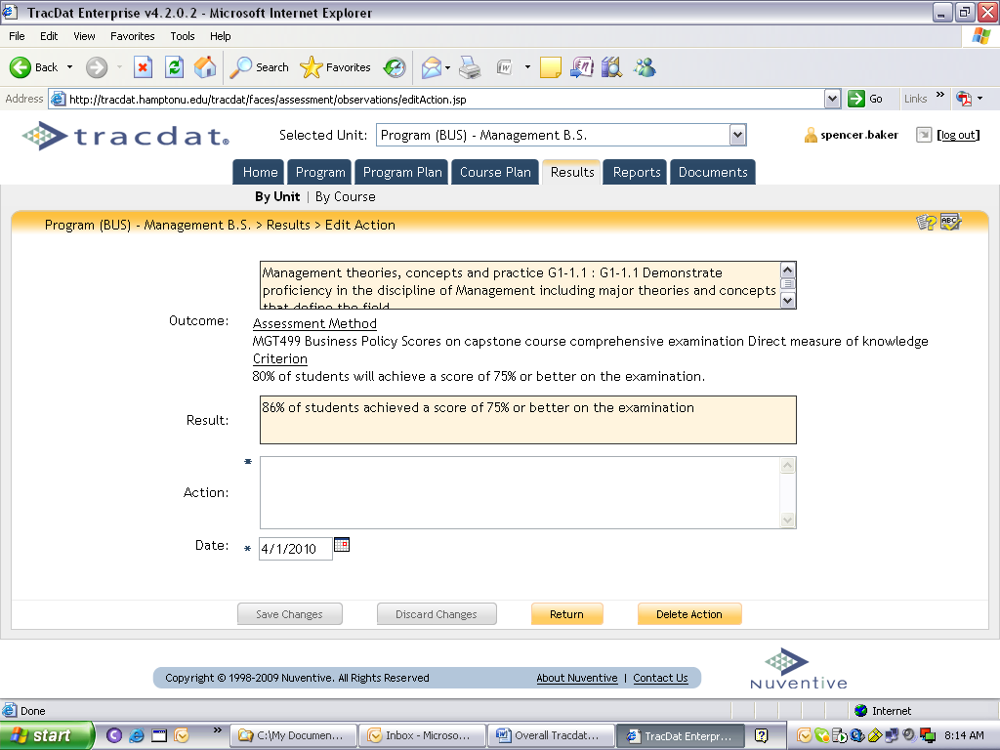 TracDat Enterprise v4.2.0.2 - Microsoft Internet Explorer
File Edit View Favorites Tools Help
Back Search Favorites
Address http://tracdat.hamptonu.edu/tracdat/faces/assessment/observations/editAction.jsp Go Links »
tracdat® Selected Unit: Program (BUS) - Management B.S. spencer.baker [log out]
Home Program Program Plan Course Plan Results Reports Documents
By Unit | By Course
Program (BUS) - Management B.S. > Results > Edit Action ABC
Management theories, concepts and practice G1-1.1 : G1-1.1 Demonstrate
proficiency in the discipline of Management including major theories and concepts
that define the field
Outcome: Assessment Method
MGT499 Business Policy Scores on capstone course comprehensive examination Direct measure of knowledge
Criterion
80% of students will achieve a score of 75% or better on the examination.
Result: 86% of students achieved a score of 75% or better on the examination
* Action:
Date: * 4/1/2010
Save Changes Discard Changes Return Delete Action
Copyright © 1998-2009 Nuventive. All Rights Reserved About Nuventive | Contact Us
NUVENTIVE
Done Internet
start » C:\My Documen... Inbox - Microso... Overall Tracdat... TracDat Enterpr... 8:14 AM